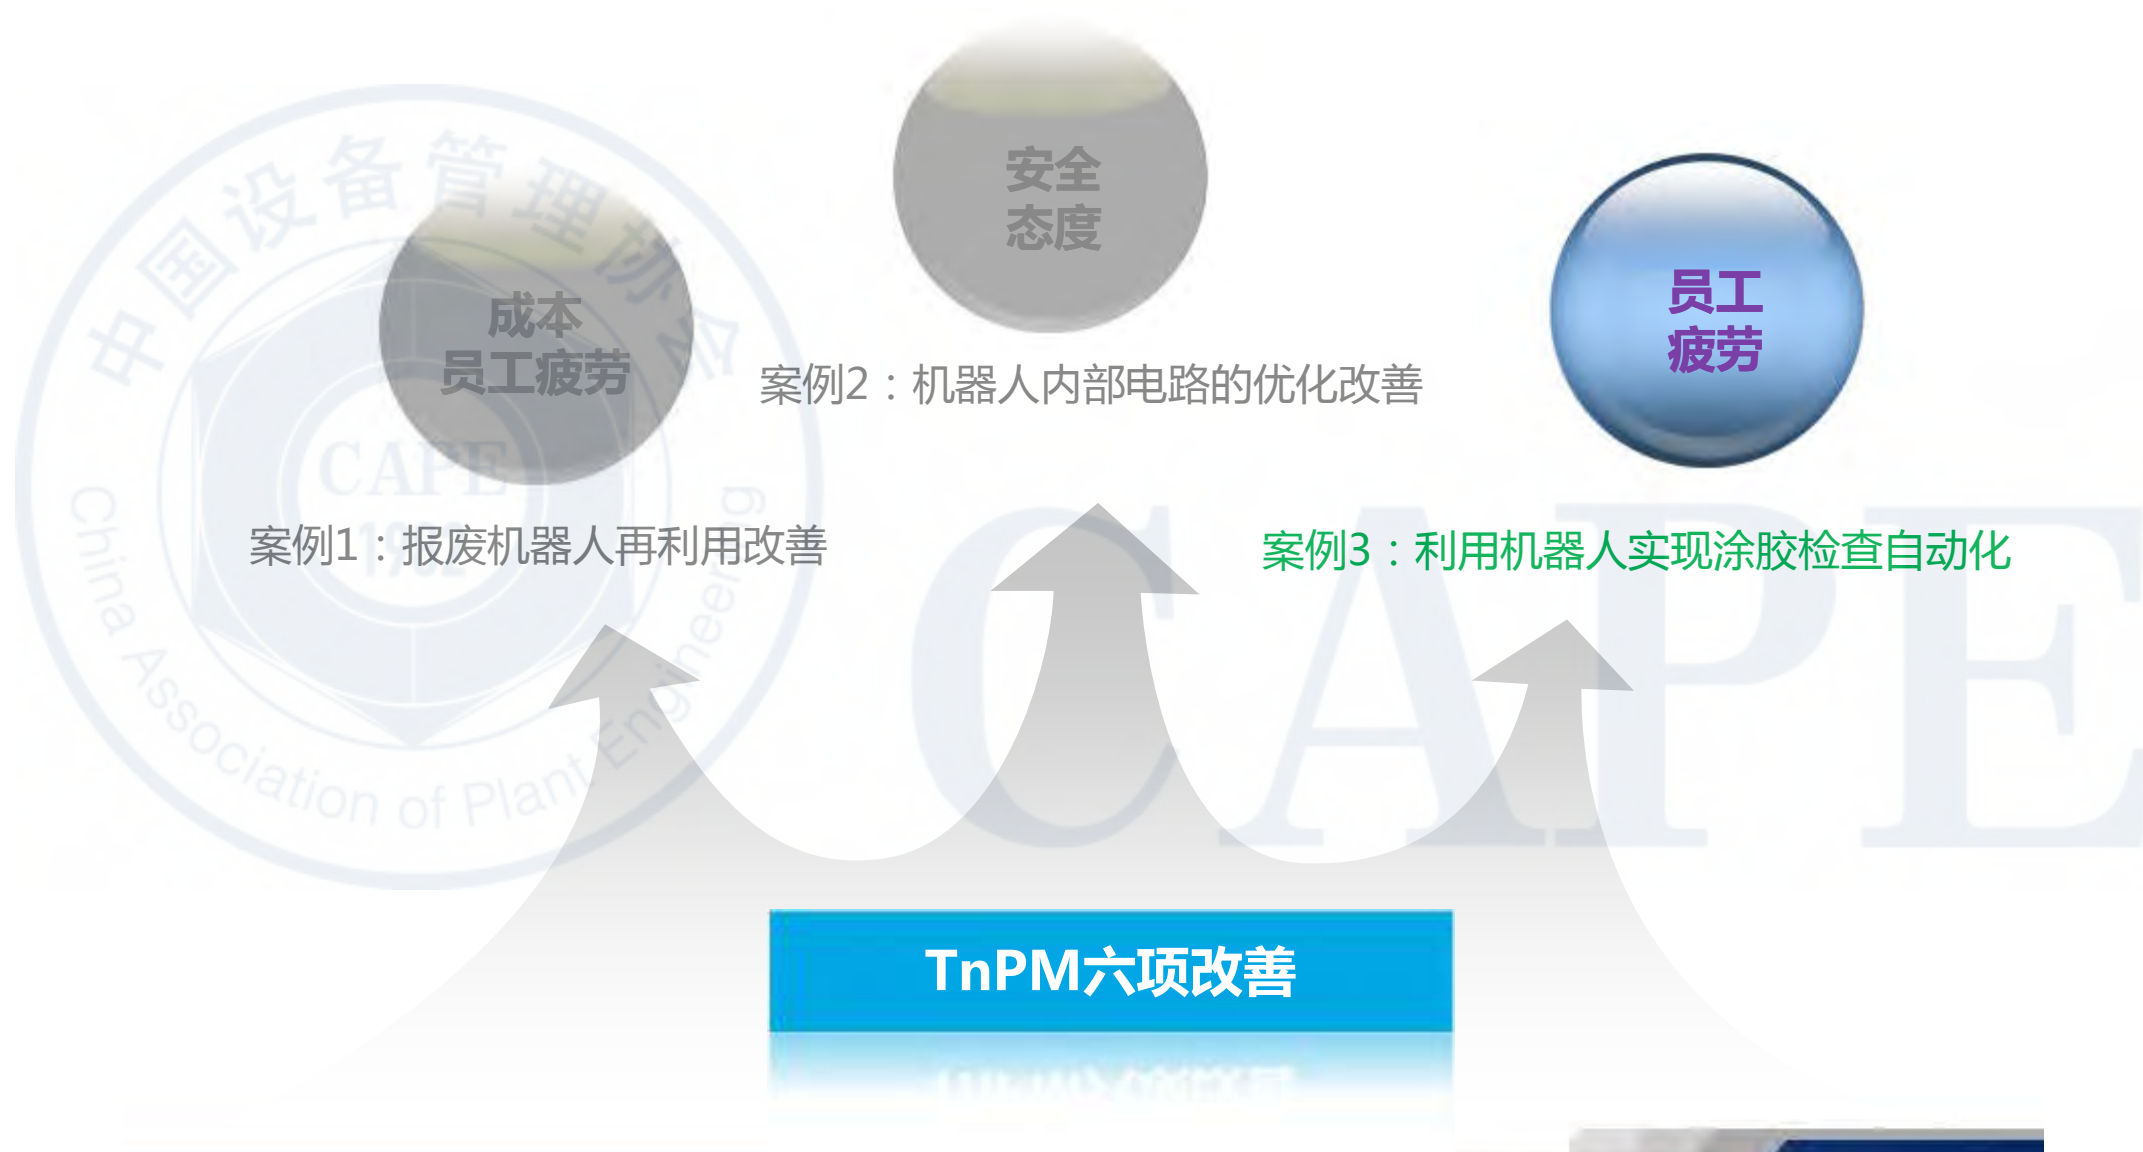 安全
态度
成本
员工疲劳
员工
疲劳
案例2：机器人内部电路的优化改善
案例1：报废机器人再利用改善
案例3：利用机器人实现涂胶检查自动化
TnPM六项改善
中国设备管理协会
CAPE
1982
China Association of Plant Engineering
CAPE